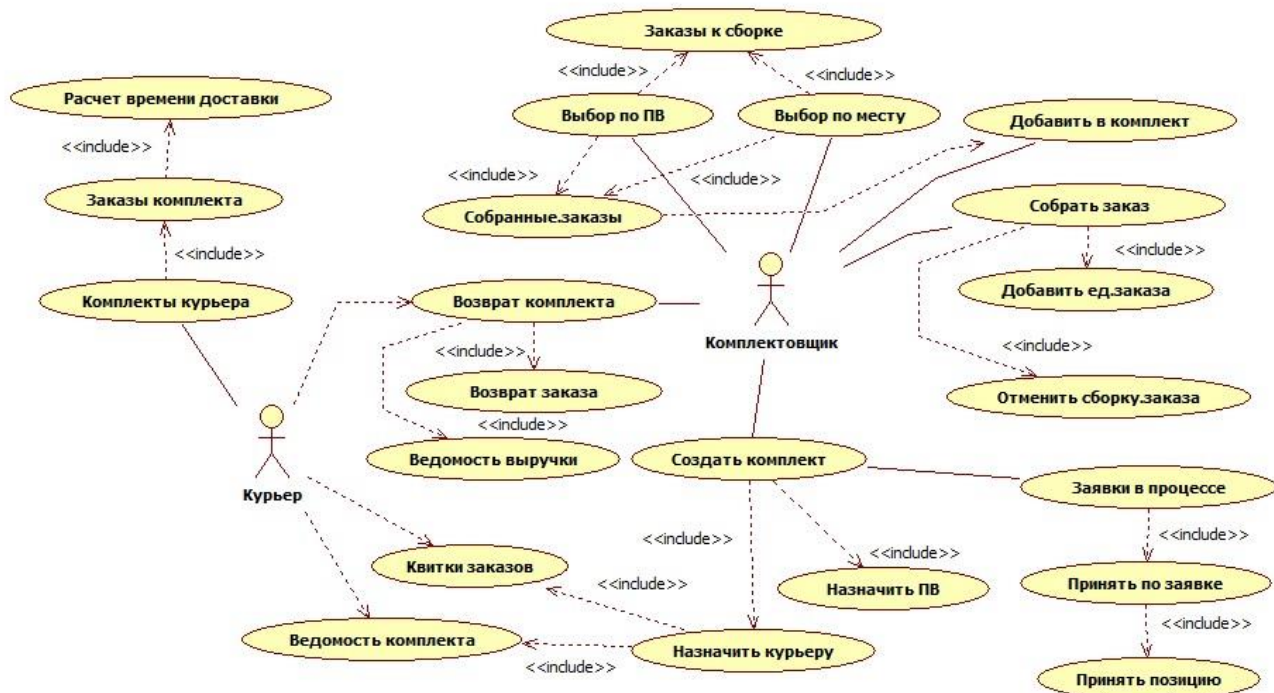 Заказы к сборке
<<include>>
<<include>>
Расчет времени доставки
Выбор по ПВ
Выбор по месту
Добавить в комплект
<<include>>
<<include>>
<<include>>
Заказы комплекта
Собранные.заказы
Собрать заказ
<<include>>
<<include>>
Комплекты курьера
Возврат комплекта
Добавить ед.заказа
Комплектовщик
<<include>>
<<include>>
Возврат заказа
Отменить сборку.заказа
<<include>>
Ведомость выручки
Создать комплект
Курьер
Заявки в процессе
<<include>>
<<include>>
<<include>>
Квитки заказов
<<include>>
Назначить ПВ
Принять по заявке
Ведомость комплекта
Назначить курьеру
<<include>>
<<include>>
Принять позицию